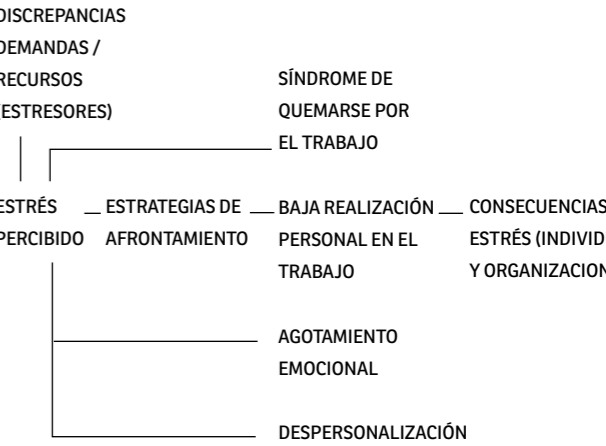 DISCREPANCIAS
DEMANDAS /
RECURSOS
(ESTRESORES)
SÍNDROME DE
QUEMARSE POR
EL TRABAJO
ESTRÉS
PERCIBIDO
ESTRATEGIAS DE
AFRONTAMIENTO
BAJA REALIZACIÓN
PERSONAL EN EL
TRABAJO
CONSECUENCIAS
ESTRÉS (INDIVID
Y ORGANIZACION
AGOTAMIENTO
EMOCIONAL
DESPERSONALIZACIÓN